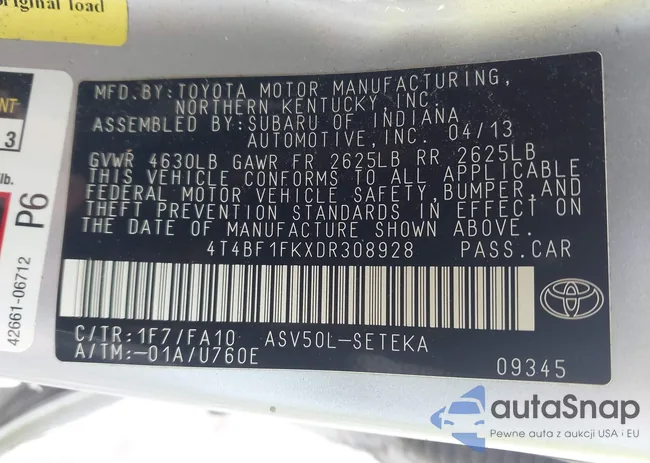 original load
NT
3
lb.
P6
42661-06712
MFD.BY:TOYOTA MOTOR MANUFACTURING,
NORTHERN KENTUCKY,INC.
ASSEMBLED BY:SUBARU OF INDIANA
AUTOMOTIVE,INC. 04/13
GVWR 4630LB GAWR FR 2625LB RR 2625LB
THIS VEHICLE CONFORMS TO ALL APPLICABLE
FEDERAL MOTOR VEHICLE SAFETY,BUMPER,AND
THEFT PREVENTION STANDARDS IN EFFECT ON
THE DATE OF MANUFACTURE SHOWN ABOVE.
4T4BF1FKXDR308928 PASS.CAR
C/TR:1F7/FA10 ASV50L-SETEKA
A/TM:-01A/U760E
09345
autaSnap
Pewne auta z aukcji USA i EU